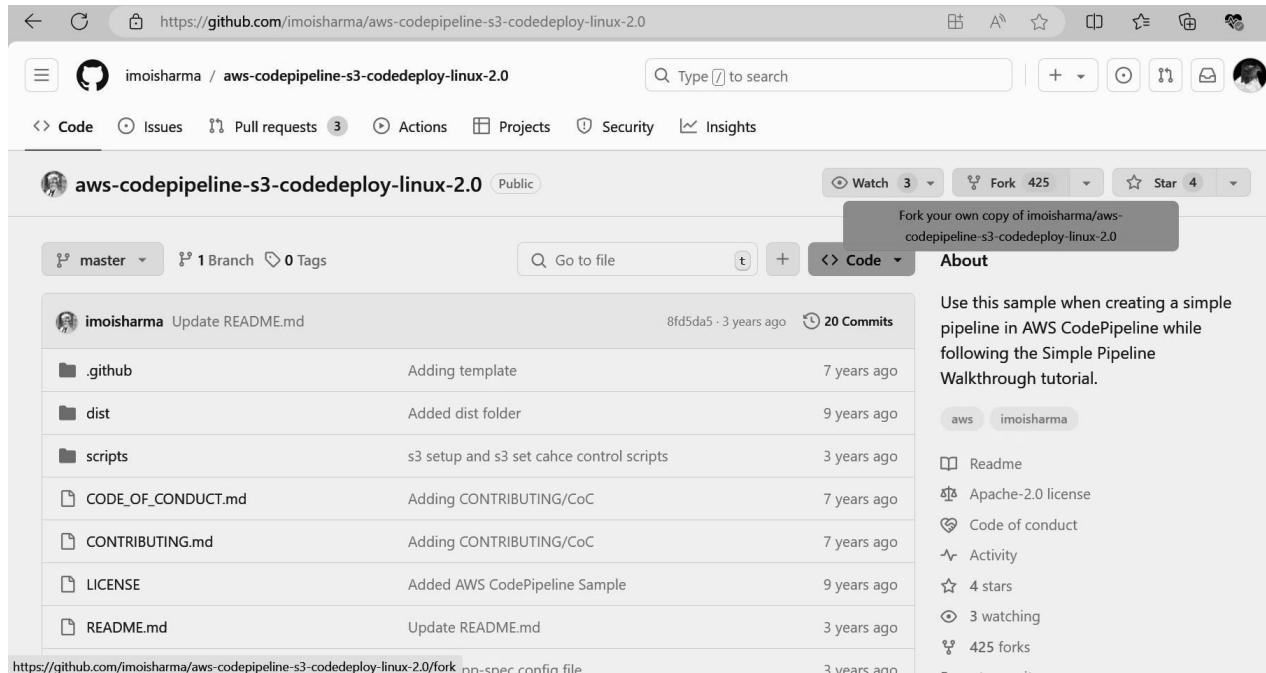 https://github.com/imoisharma/aws-codepipeline-s3-codedeploy-linux-2.0
imoisharma / aws-codepipeline-s3-codedeploy-linux-2.0
Type / to search
Code Issues Pull requests 3 Actions Projects Security Insights
aws-codepipeline-s3-codedeploy-linux-2.0 Public
Watch 3 Fork 425 Star 4
Fork your own copy of imoisharma/aws-
codepipeline-s3-codedeploy-linux-2.0
master 1 Branch 0 Tags Go to file t Code
imoisharma Update README.md 8fd5da5 · 3 years ago 20 Commits
.github Adding template 7 years ago
dist Added dist folder 9 years ago
scripts s3 setup and s3 set cahce control scripts 3 years ago
CODE_OF_CONDUCT.md Adding CONTRIBUTING/CoC 7 years ago
CONTRIBUTING.md Adding CONTRIBUTING/CoC 7 years ago
LICENSE Added AWS CodePipeline Sample 9 years ago
README.md Update README.md 3 years ago
config file 3 years ago
About
Use this sample when creating a simple
pipeline in AWS CodePipeline while
following the Simple Pipeline
Walkthrough tutorial.
aws imoisharma
Readme
Apache-2.0 license
Code of conduct
Activity
4 stars
3 watching
425 forks
https://github.com/imoisharma/aws-codepipeline-s3-codedeploy-linux-2.0/fork